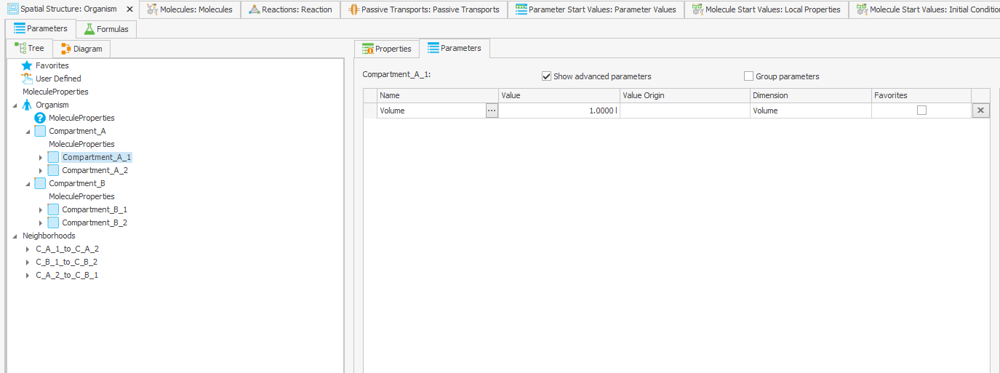 Spatial Structure: Organism
Molecules: Molecules
Reactions: Reaction
Passive Transports: Passive Transports
Parameter Start Values: Parameter Values
Molecule Start Values: Local Properties
Molecule Start Values: Initial Condition
Parameters
Formulas
Tree
Diagram
Favorites
User Defined
MoleculeProperties
Organism
MoleculeProperties
Compartment_A
MoleculeProperties
Compartment_A_1
Compartment_A_2
Compartment_B
MoleculeProperties
Compartment_B_1
Compartment_B_2
Neighborhoods
C_A_1_to_C_A_2
C_B_1_to_C_B_2
C_A_2_to_C_B_1
Properties
Parameters
Compartment_A_1:
Show advanced parameters
Group parameters
Name Value Value Origin Dimension Favorites
Volume ... 1.0000 l Volume